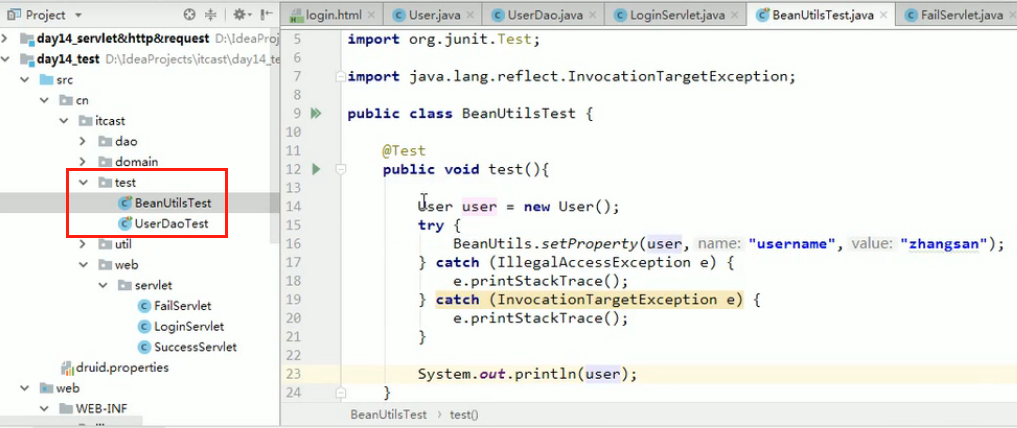 Project
login.html
User.java
UserDao.java
LoginServlet.java
BeanUtilsTest.java
FailServlet.java
day14_servlet&http&request D:\IdeaProj
day14_test D:\IdeaProjects\itcast\day14_te
src
cn
itcast
dao
domain
test
BeanUtilsTest
UserDaoTest
util
web
servlet
FailServlet
LoginServlet
SuccessServlet
druid.properties
web
WEB-INF
5 import org.junit.Test;
6
7 import java.lang.reflect.InvocationTargetException;
8
9 public class BeanUtilsTest {
10
11 @Test
12 public void test(){
13
14 User user = new User();
15 try {
16 BeanUtils.setProperty(user, name: "username", value: "zhangsan");
17 } catch (IllegalAccessException e) {
18 e.printStackTrace();
19 } catch (InvocationTargetException e) {
20 e.printStackTrace();
21 }
22
23 System.out.println(user);
24 }
BeanUtilsTest › test()